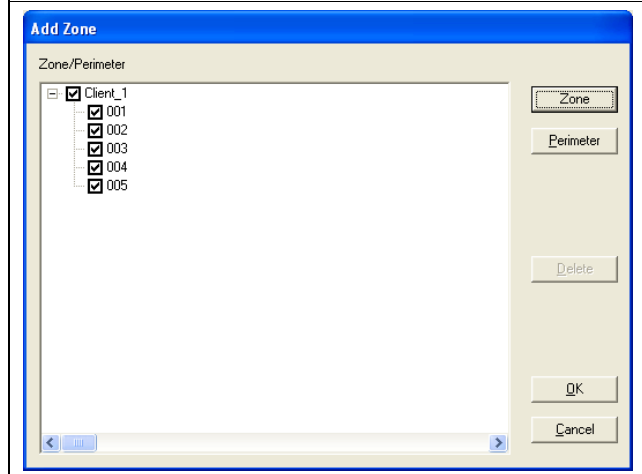 Add Zone
Zone/Perimeter
Client_1
001
002
003
004
005
Zone
Perimeter
Delete
OK
Cancel